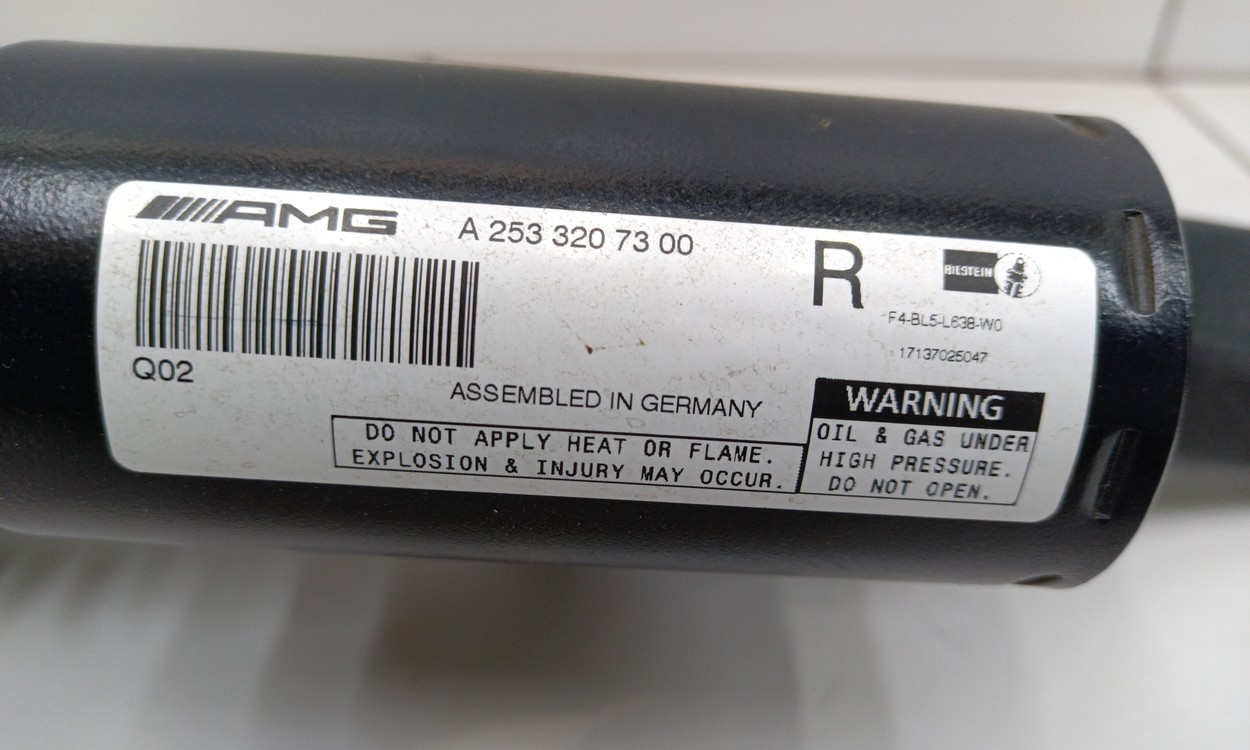 AMG A 253 320 73 00
R
BILSTEIN
F4-BL5-L638-W0
17137025047
Q02
ASSEMBLED IN GERMANY
DO NOT APPLY HEAT OR FLAME.
EXPLOSION & INJURY MAY OCCUR.
WARNING
OIL & GAS UNDER
HIGH PRESSURE.
DO NOT OPEN.